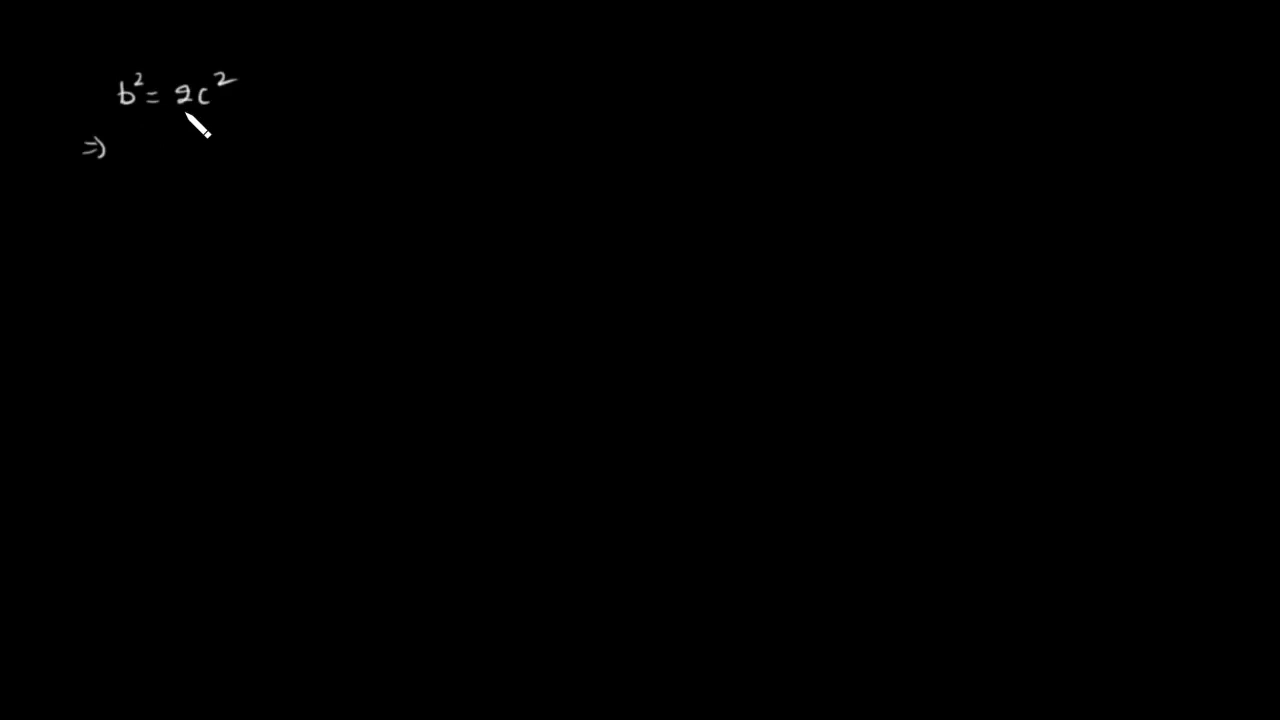 b² = 2c²
⇒